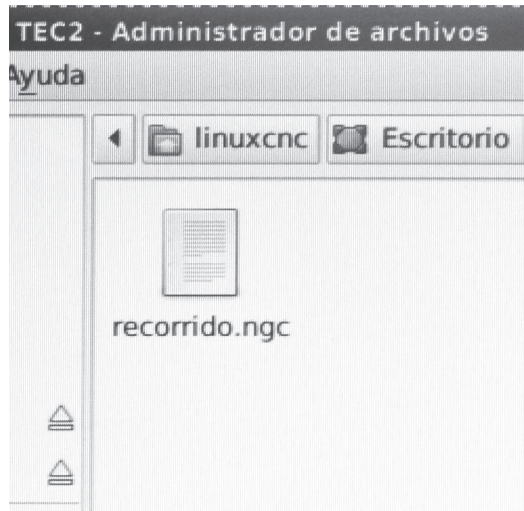 TEC2 - Administrador de archivos
Ayuda
linuxcnc Escritorio
recorrido.ngc